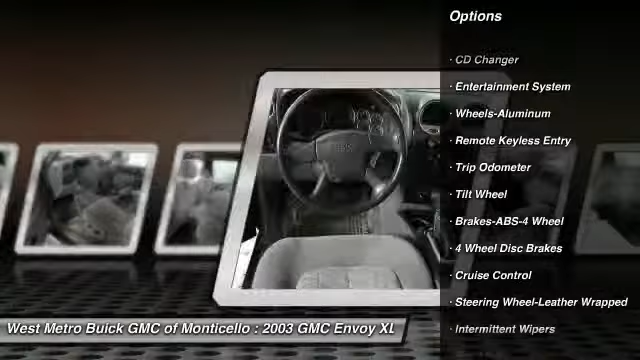 Options
· CD Changer
· Entertainment System
· Wheels-Aluminum
· Remote Keyless Entry
· Trip Odometer
· Tilt Wheel
· Brakes-ABS-4 Wheel
· 4 Wheel Disc Brakes
· Cruise Control
· Steering Wheel-Leather Wrapped
· Intermittent Wipers
West Metro Buick GMC of Monticello : 2003 GMC Envoy XL